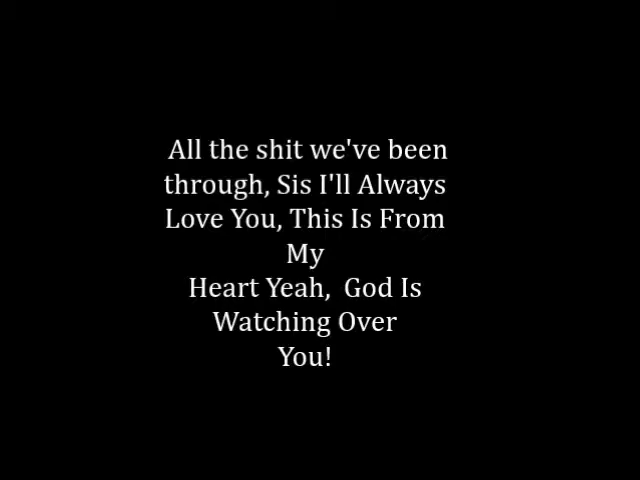 All the shit we've been
through, Sis I'll Always
Love You, This Is From
My
Heart Yeah,  God Is
Watching Over
You!